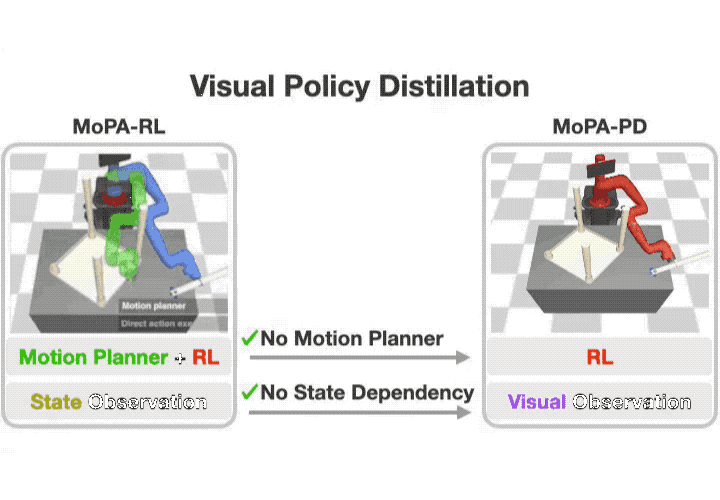 Visual Policy Distillation
MoPA-RL
MoPA-PD
Motion planner
Direct action exe
✓No Motion Planner
Motion Planner + RL
RL
✓No State Dependency
State Observation
Visual Observation